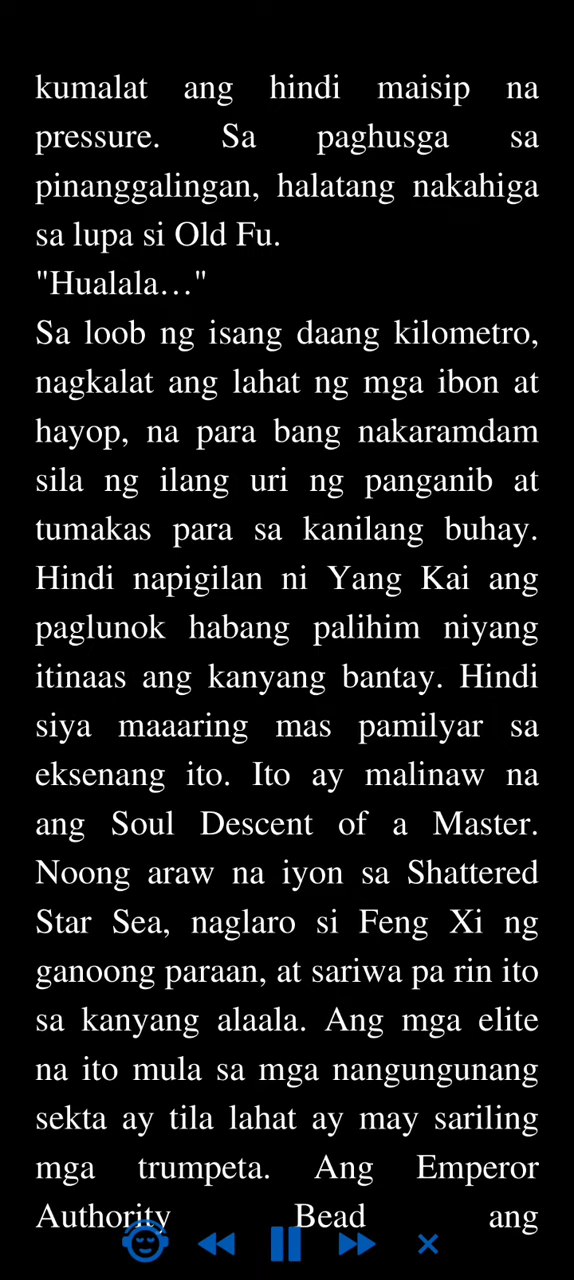 kumalat ang hindi maisip na
pressure. Sa paghusga sa
pinanggalingan, halatang nakahiga
sa lupa si Old Fu.
"Hualala…"
Sa loob ng isang daang kilometro,
nagkalat ang lahat ng mga ibon at
hayop, na para bang nakaramdam
sila ng ilang uri ng panganib at
tumakas para sa kanilang buhay.
Hindi napigilan ni Yang Kai ang
paglunok habang palihim niyang
itinaas ang kanyang bantay. Hindi
siya maaaring mas pamilyar sa
eksenang ito. Ito ay malinaw na
ang Soul Descent of a Master.
Noong araw na iyon sa Shattered
Star Sea, naglaro si Feng Xi ng
ganoong paraan, at sariwa pa rin ito
sa kanyang alaala. Ang mga elite
na ito mula sa mga nangungunang
sekta ay tila lahat ay may sariling
mga trumpeta. Ang Emperor
Authority Bead ang